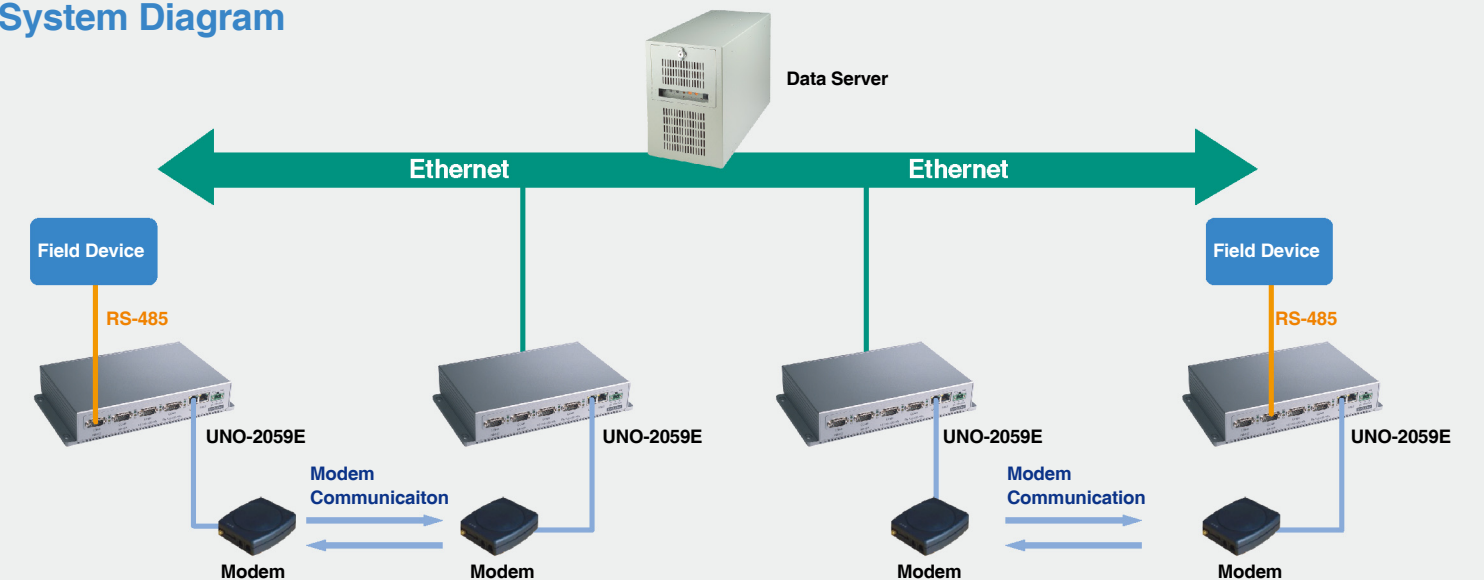 System Diagram
Data Server
Ethernet
Ethernet
Field Device
Field Device
RS-485
RS-485
UNO-2059E
UNO-2059E
UNO-2059E
UNO-2059E
Modem
Communicaiton
Modem
Communication
Modem
Modem
Modem
Modem